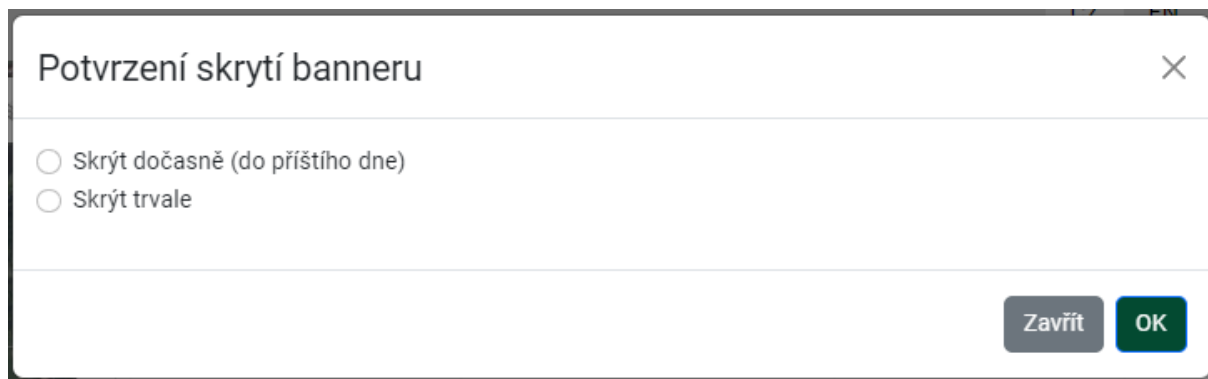 Potvrzení skrytí banneru
Skrýt dočasně (do příštího dne)
Skrýt trvale
Zavřít OK